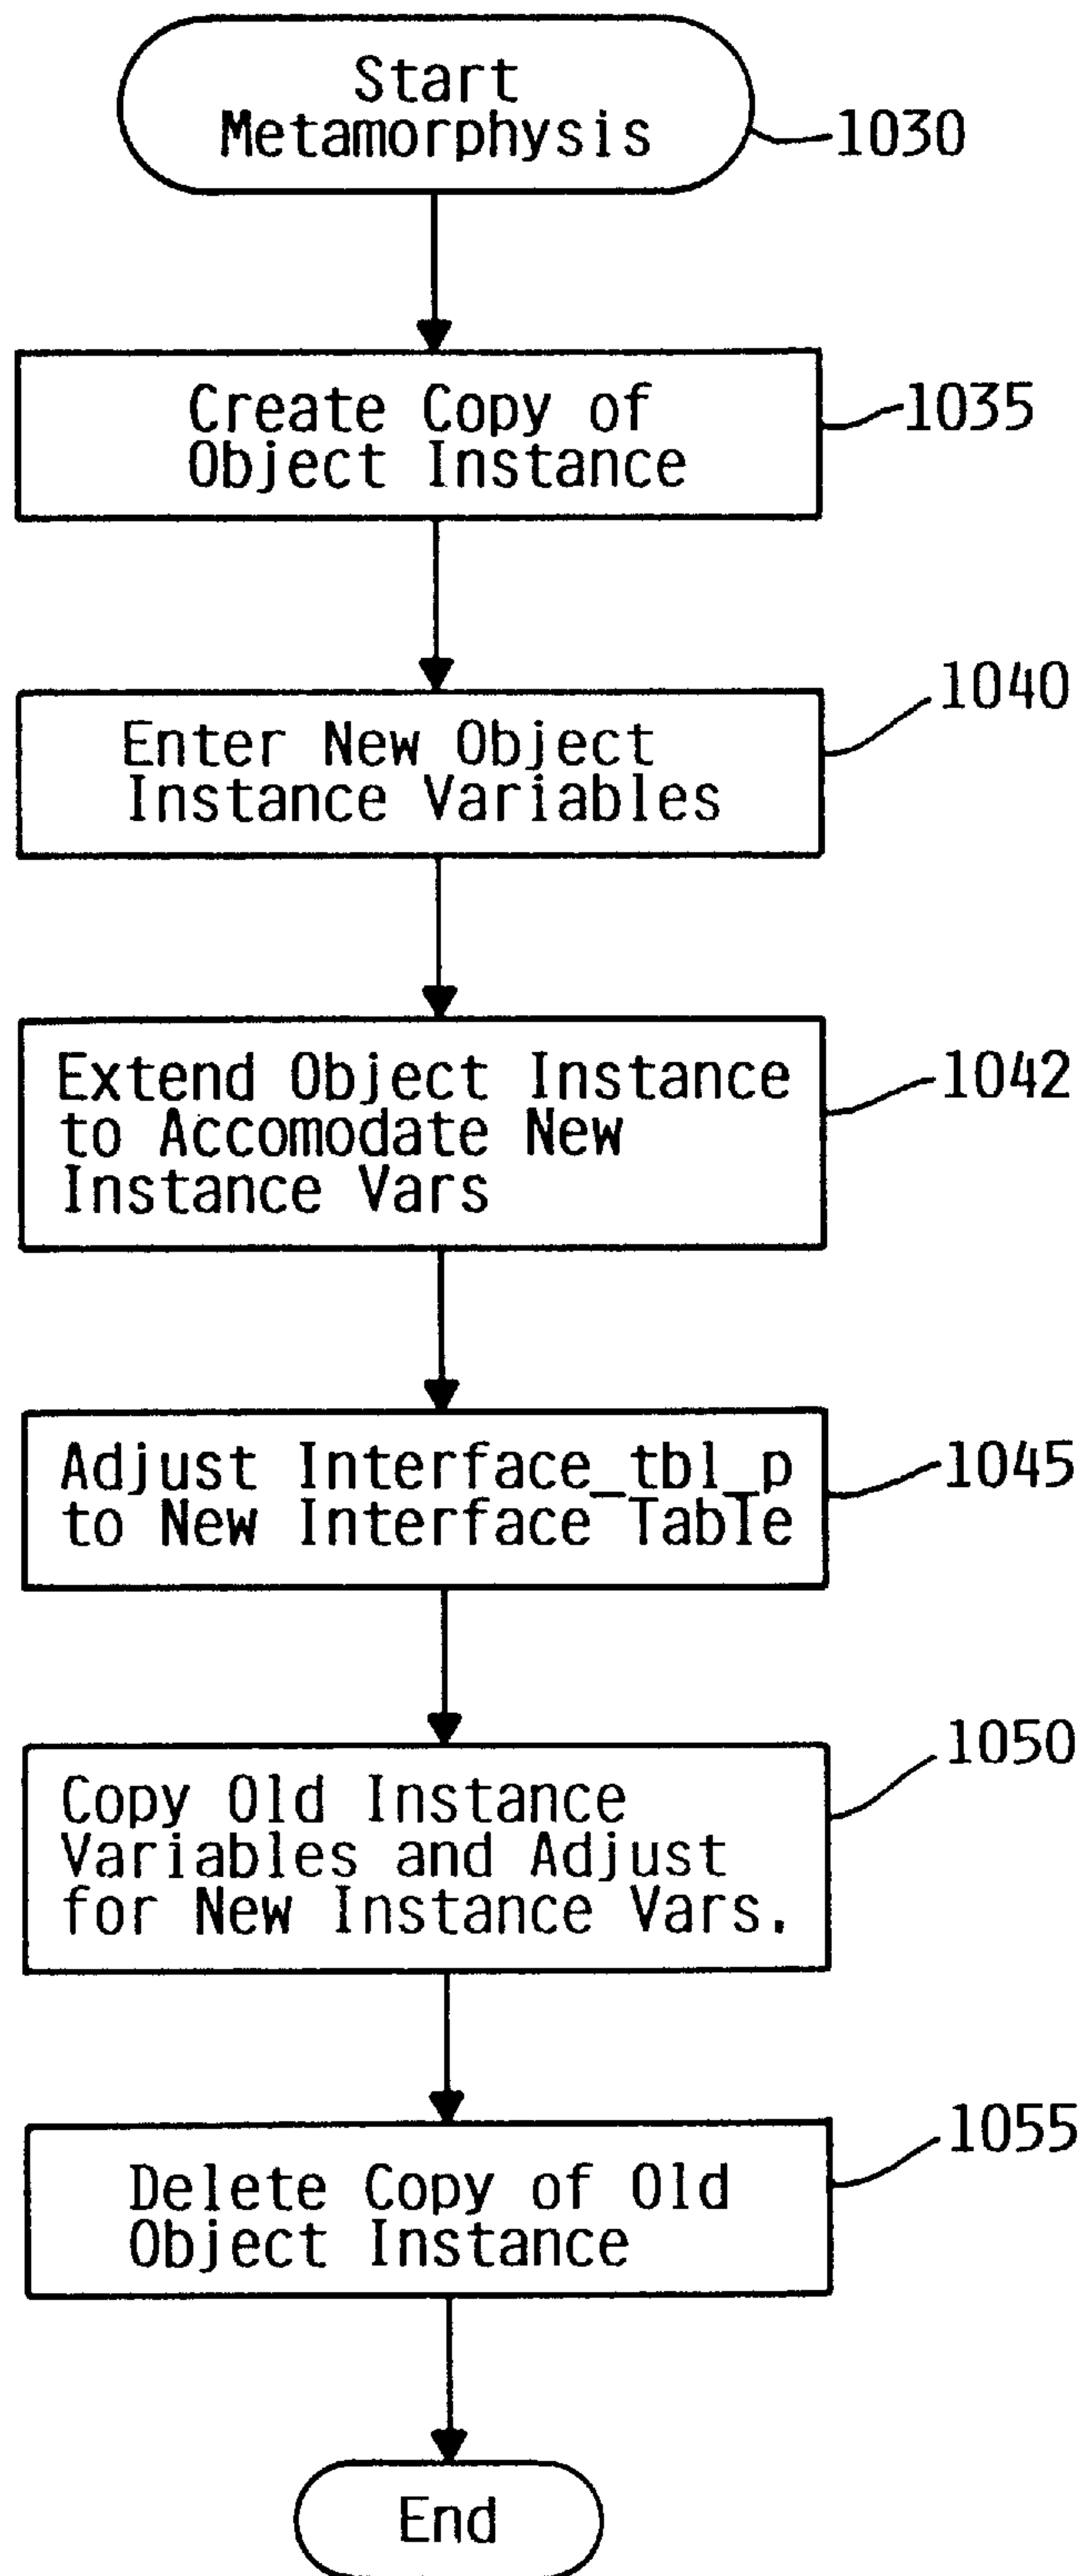 Start
Metamorphysis
1030
Create Copy of
Object Instance
1035
Enter New Object
Instance Variables
1040
Extend Object Instance
to Accomodate New
Instance Vars
1042
Adjust Interface_tbl_p
to New Interface Table
1045
Copy Old Instance
Variables and Adjust
for New Instance Vars.
1050
Delete Copy of Old
Object Instance
1055
End